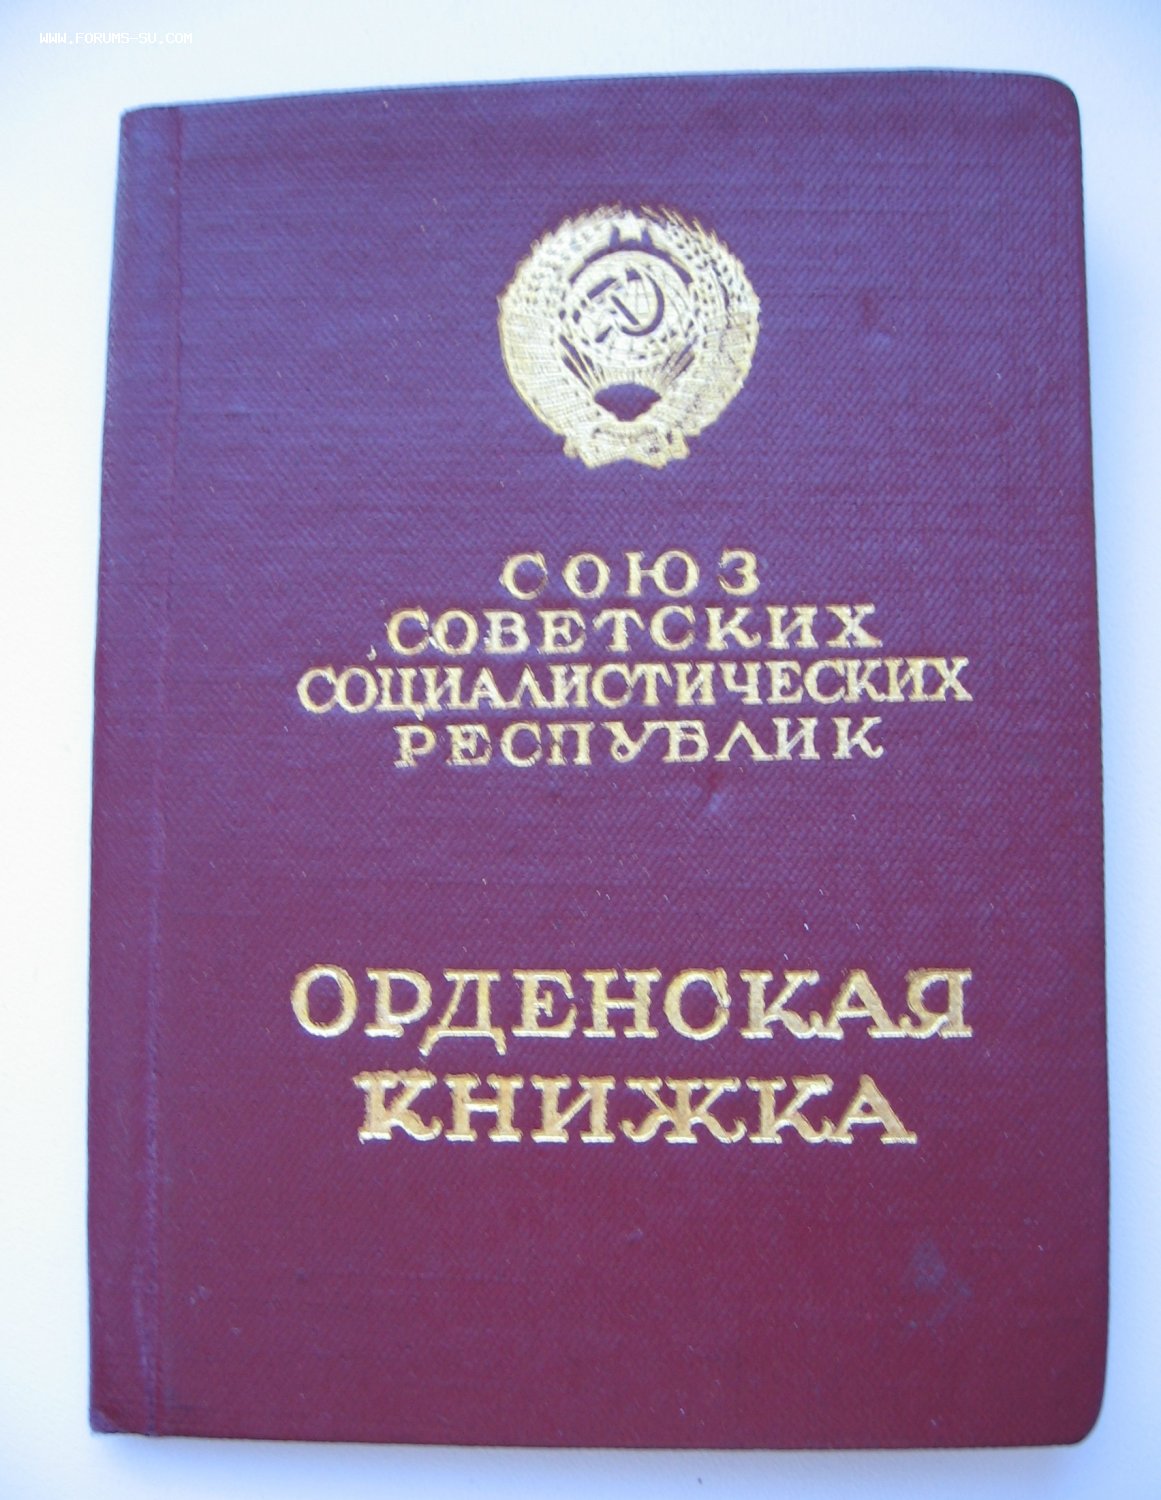 WWW.FORUMS-SU.COM
СОЮЗ
СОВЕТСКИХ
СОЦИАЛИСТИЧЕСКИХ
РЕСПУБЛИК
ОРДЕНСКАЯ
КНИЖКА